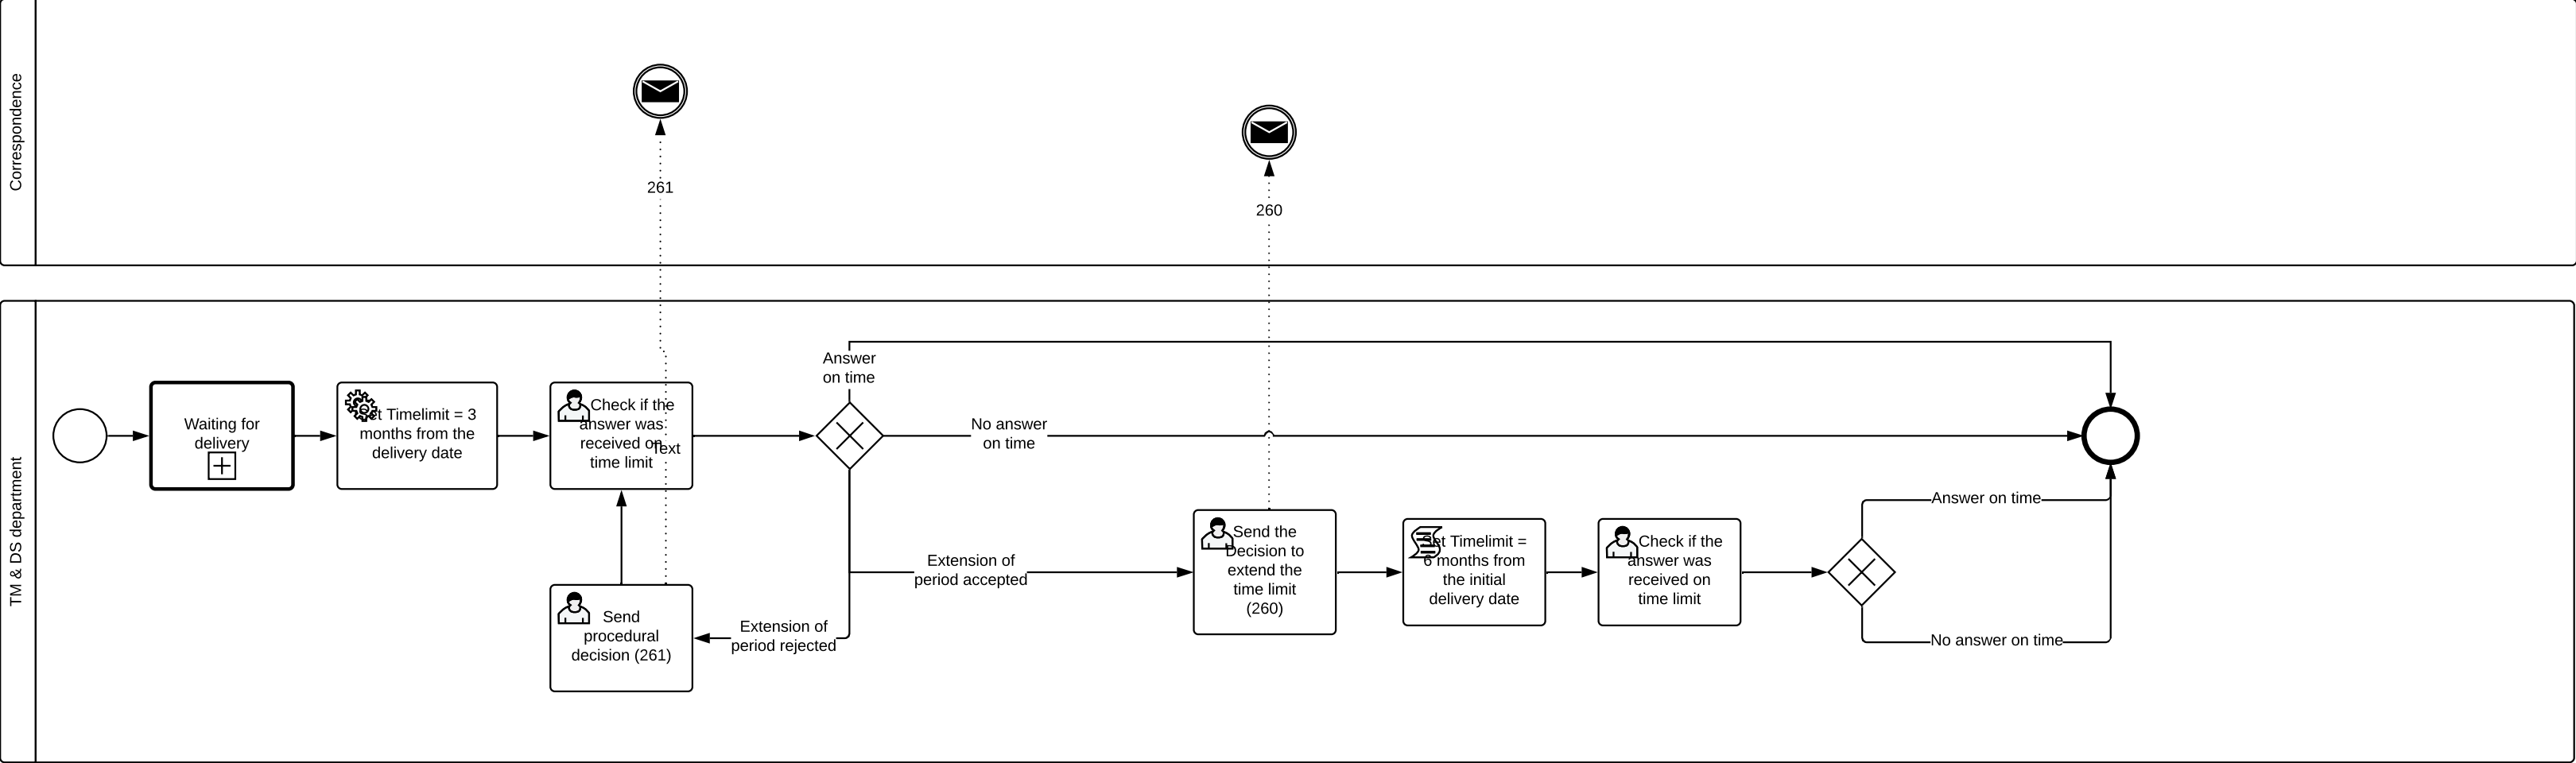 Correspondence
261
260
TM & DS department
Waiting for
delivery
Set Timelimit = 3
months from the
delivery date
Check if the
answer was
received on
time limit
Text
Answer
on time
No answer
on time
Extension of
period accepted
Extension of
period rejected
Send
procedural
decision (261)
Send the
Decision to
extend the
time limit
(260)
Set Timelimit =
6 months from
the initial
delivery date
Check if the
answer was
received on
time limit
Answer on time
No answer on time